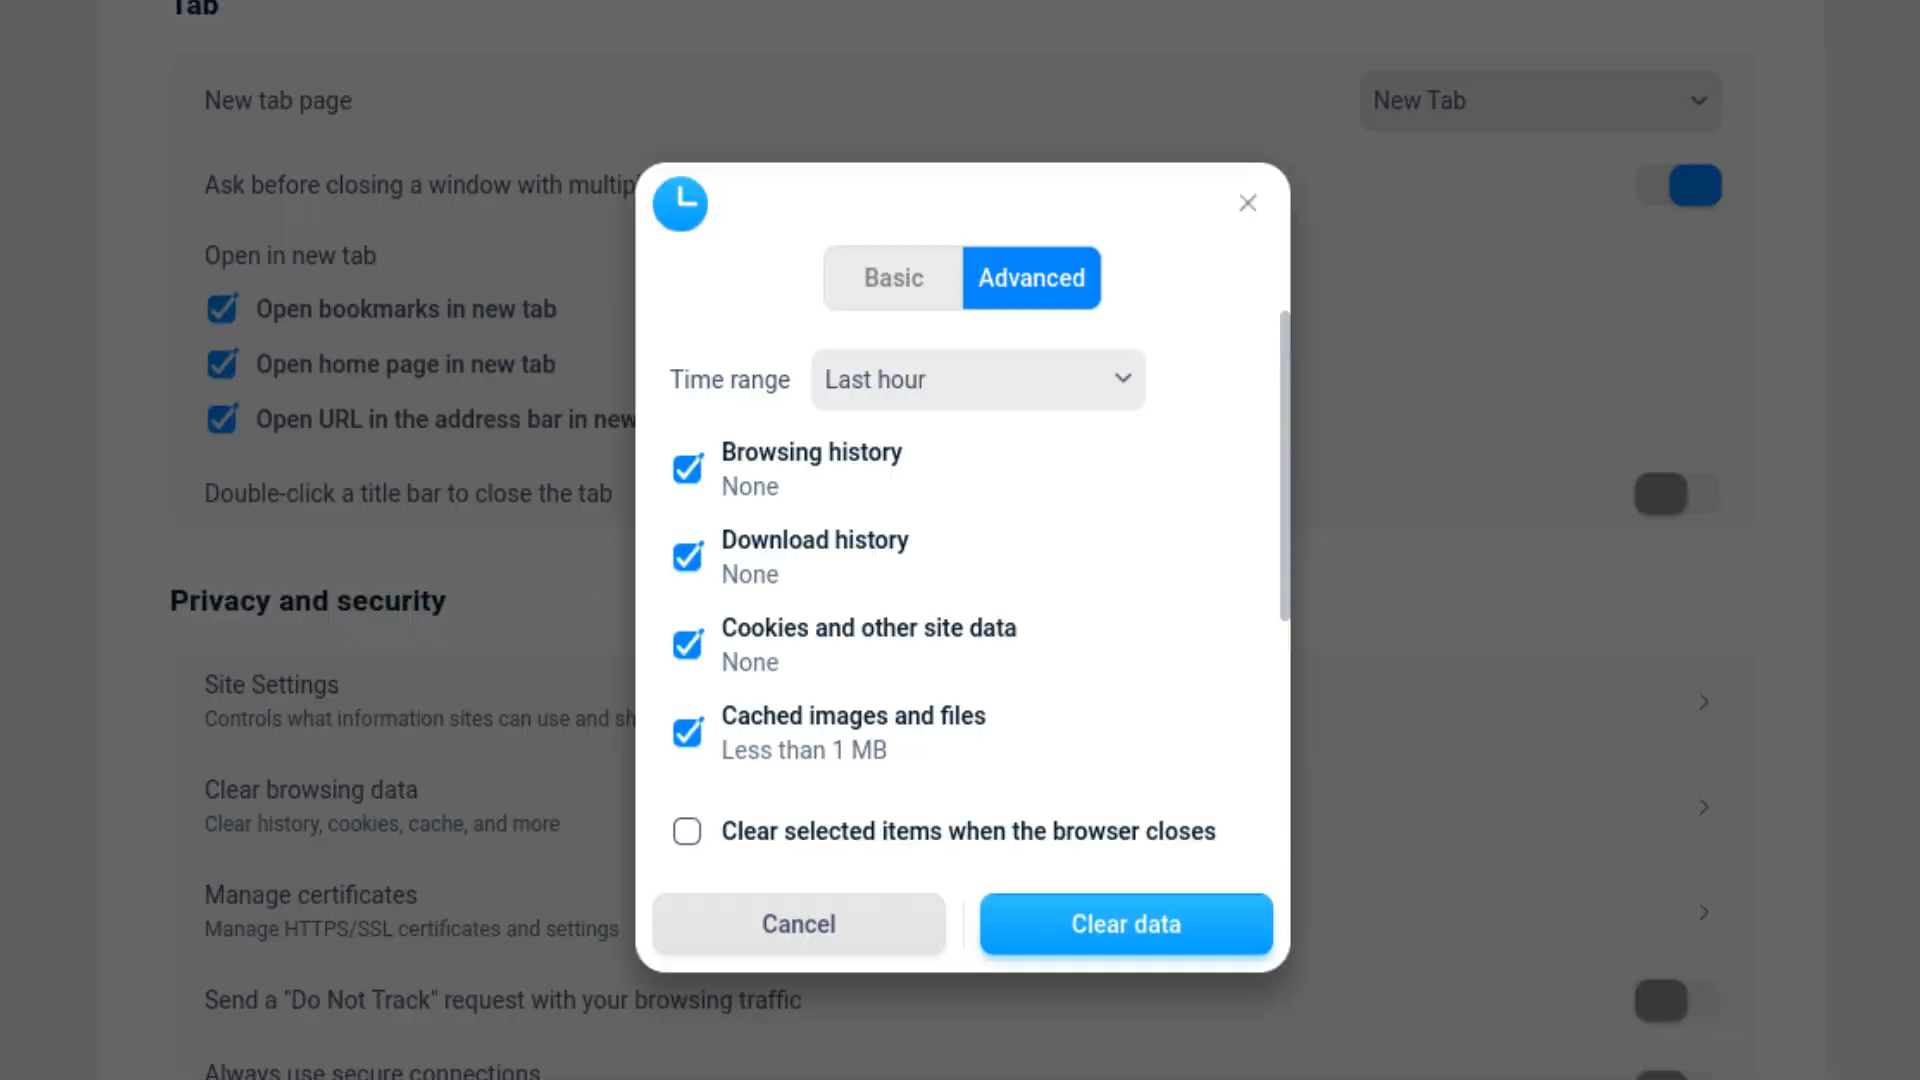 Tab
New tab page
New Tab
Ask before closing a window with multip
Open in new tab
Open bookmarks in new tab
Open home page in new tab
Open URL in the address bar in new
Double-click a title bar to close the tab
Privacy and security
Site Settings
Controls what information sites can use and sh
Clear browsing data
Clear history, cookies, cache, and more
Manage certificates
Manage HTTPS/SSL certificates and settings
Send a "Do Not Track" request with your browsing traffic
Always use secure connections
Basic
Advanced
Time range
Last hour
Browsing history
None
Download history
None
Cookies and other site data
None
Cached images and files
Less than 1 MB
Clear selected items when the browser closes
Cancel
Clear data